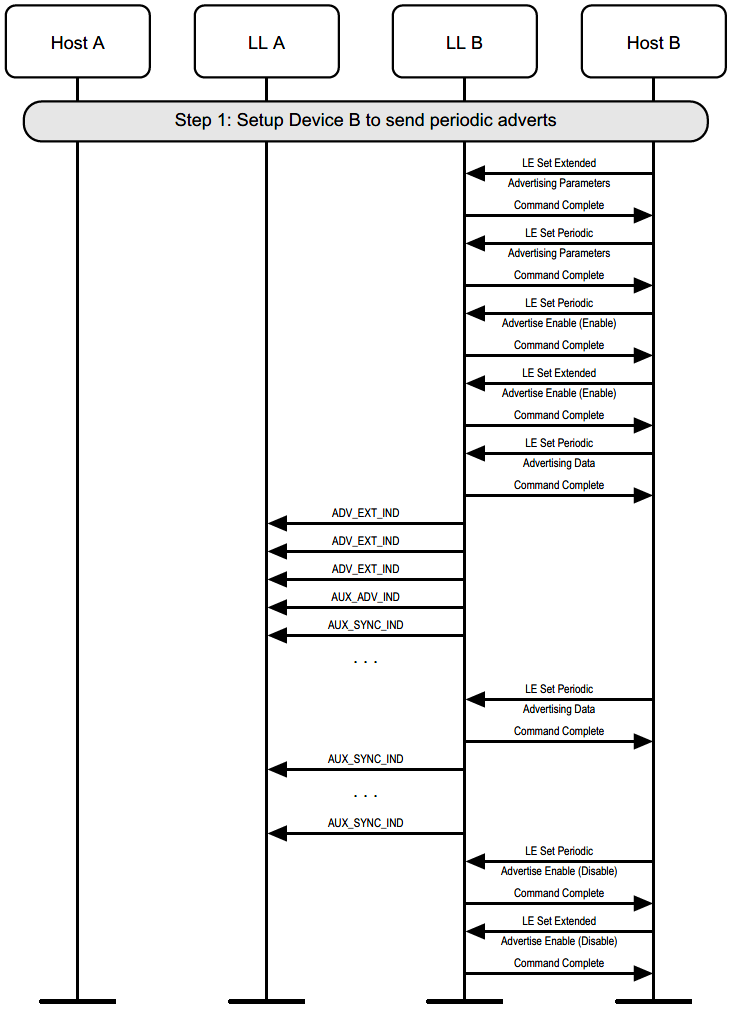 Host A
LL A
LL B
Host B
Step 1: Setup Device B to send periodic adverts
LE Set Extended
Advertising Parameters
Command Complete
LE Set Periodic
Advertising Parameters
Command Complete
LE Set Periodic
Advertise Enable (Enable)
Command Complete
LE Set Extended
Advertise Enable (Enable)
Command Complete
LE Set Periodic
Advertising Data
Command Complete
ADV_EXT_IND
ADV_EXT_IND
ADV_EXT_IND
AUX_ADV_IND
AUX_SYNC_IND
. . .
LE Set Periodic
Advertising Data
Command Complete
AUX_SYNC_IND
. . .
AUX_SYNC_IND
LE Set Periodic
Advertise Enable (Disable)
Command Complete
LE Set Extended
Advertise Enable (Disable)
Command Complete